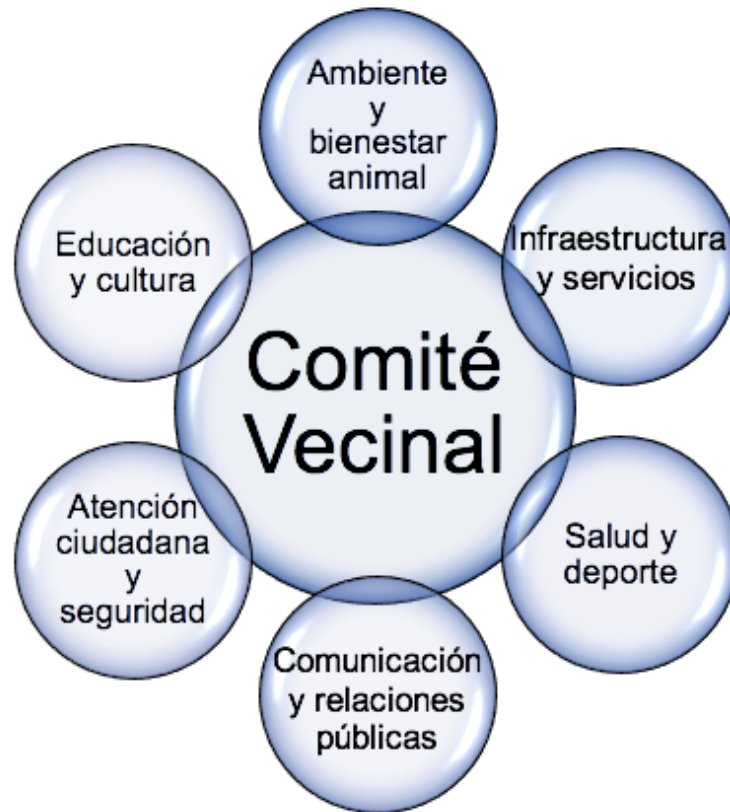 Ambiente
y
bienestar
animal
Infraestructura
y servicios
Educación
y cultura
Comité
Vecinal
Atención
ciudadana
y
seguridad
Salud y
deporte
Comunicación
y relaciones
públicas